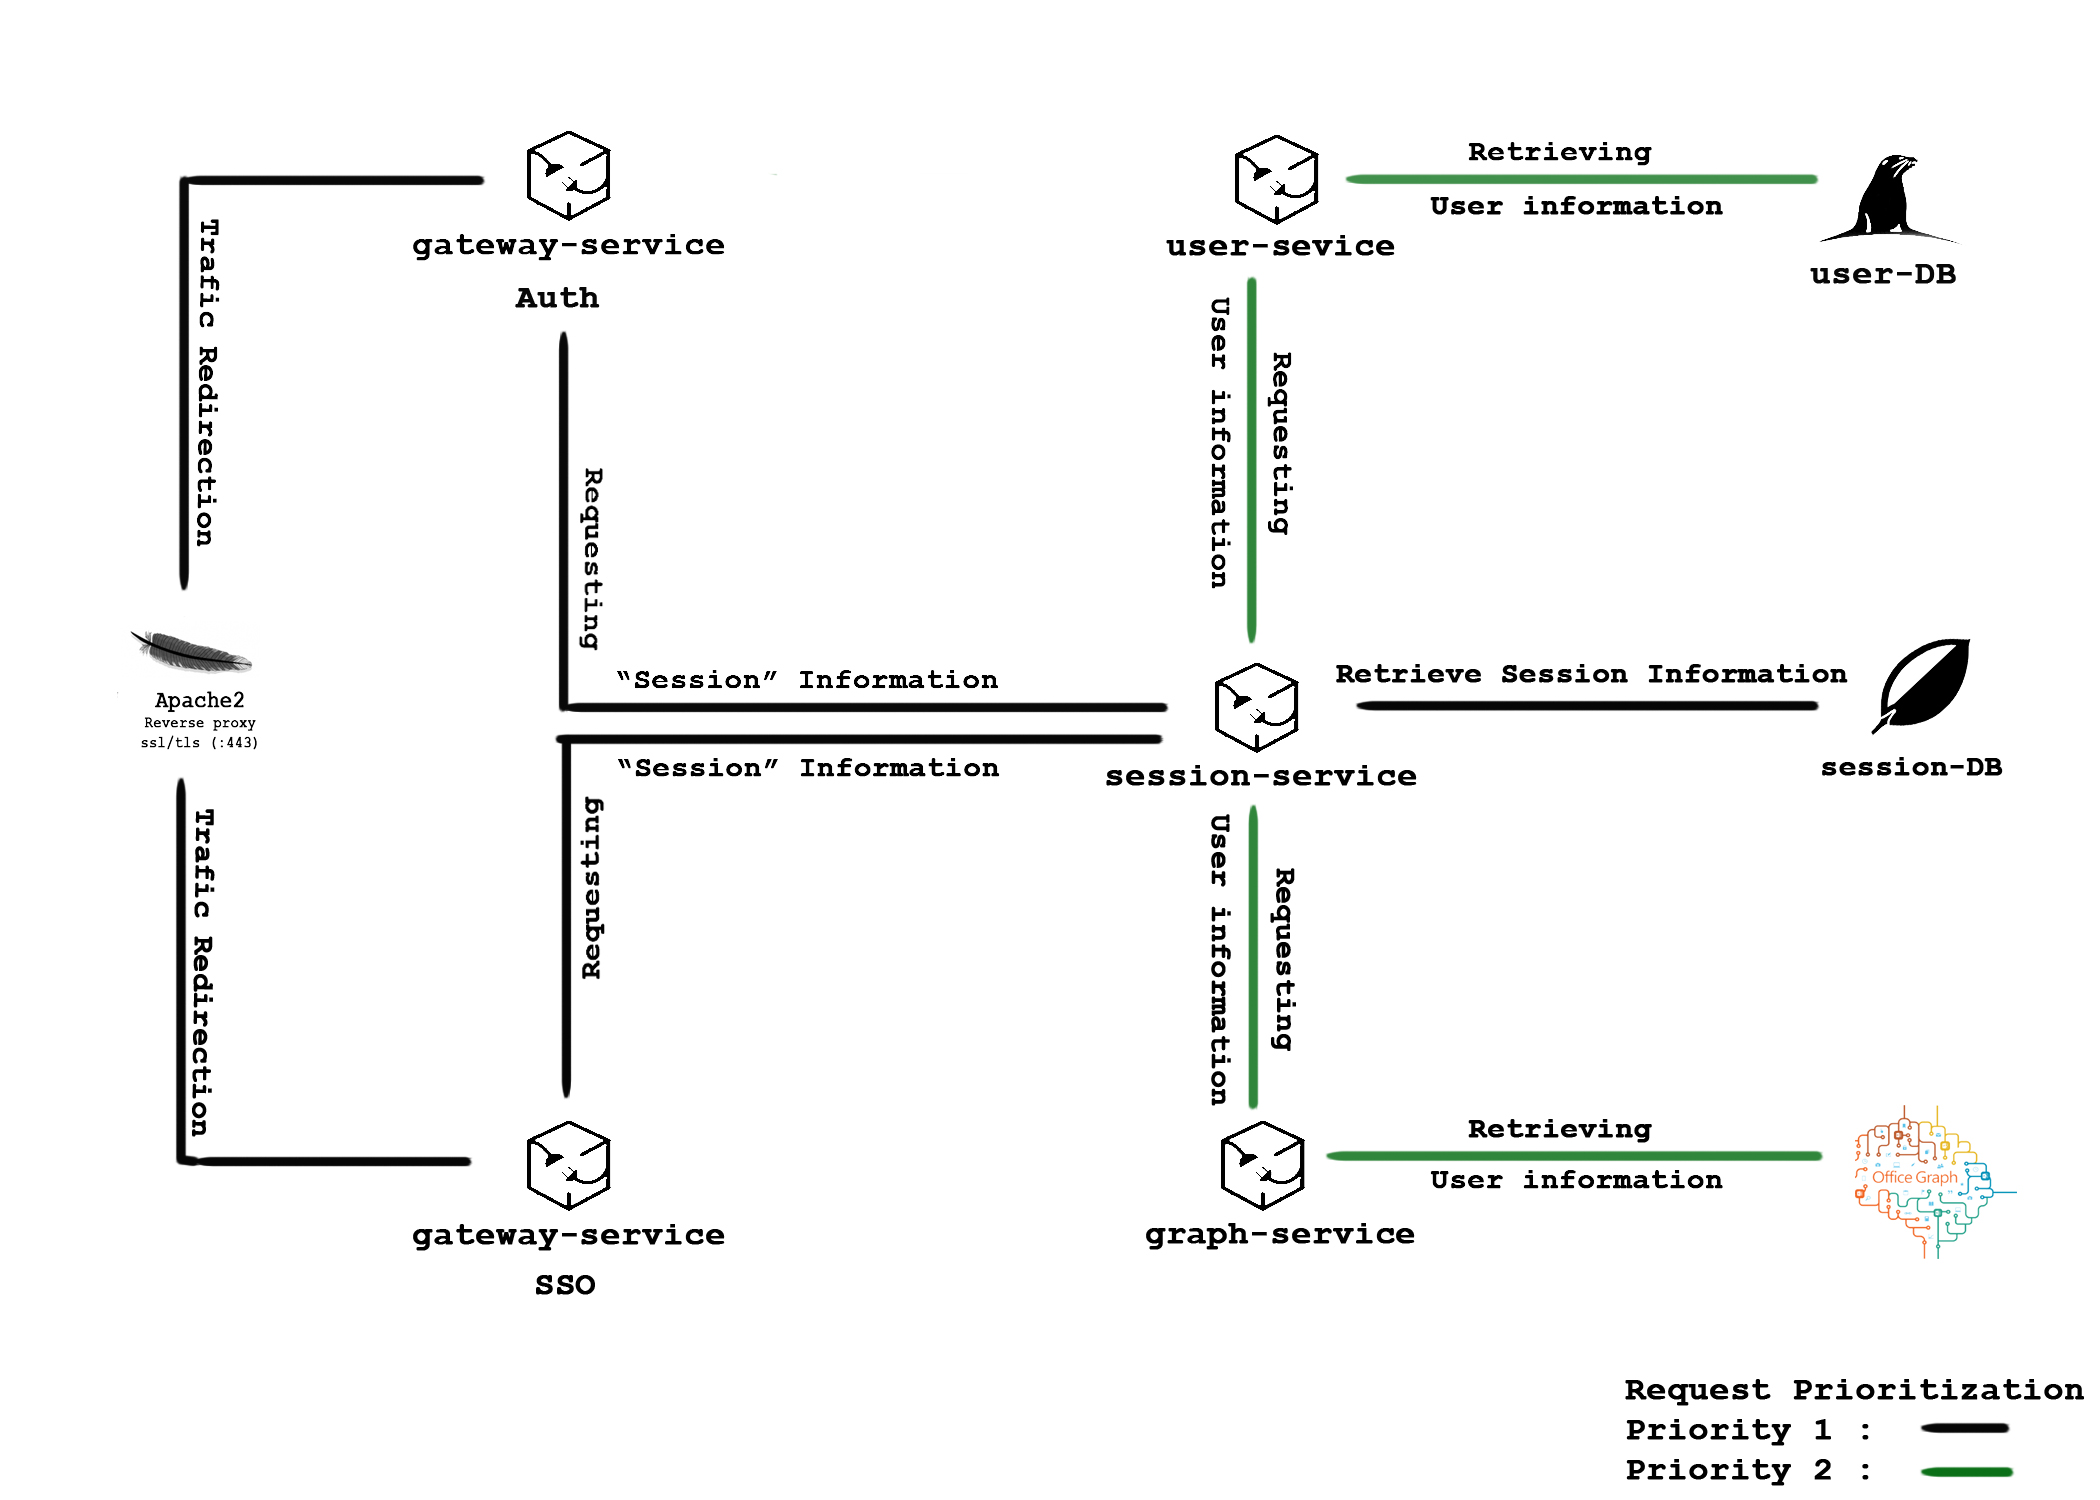 Retrieving
User information
gateway-service
Auth
user-sevice
user-DB
Trafic Redirection
Requesting
User information
Requesting
Apache2
Reverse proxy
ssl/tls (:443)
“Session” Information
“Session” Information
Retrieve Session Information
session-service
session-DB
Trafic Redirection
Requesting
User information
Requesting
Retrieving
User information
Office Graph
gateway-service
SSO
graph-service
Request Prioritization
Priority 1 :
Priority 2 :